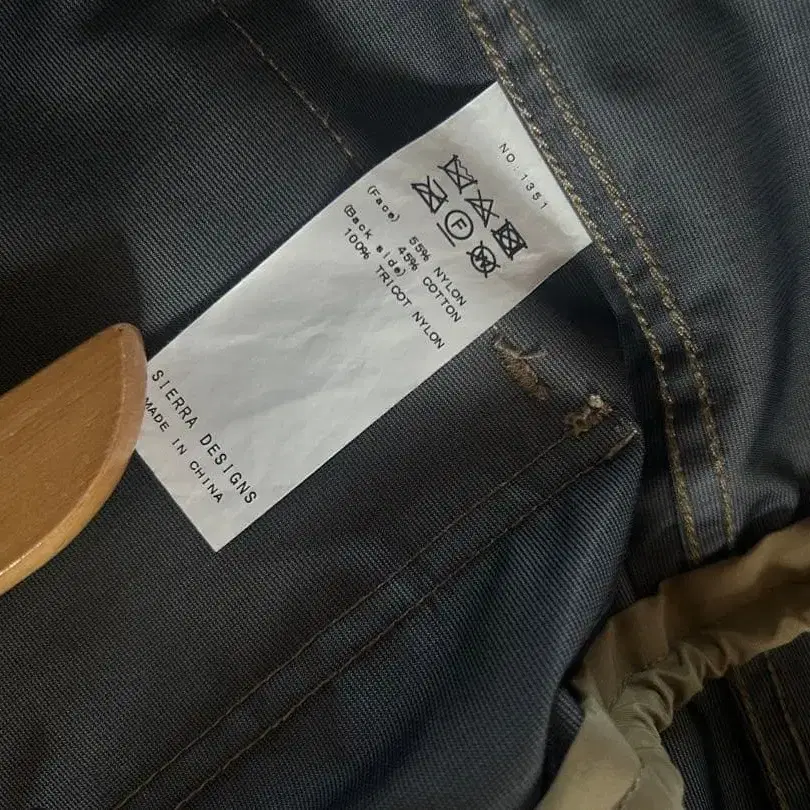 NO.1351
(Face) 55% NYLON
45% COTTON
(Back side)
100% TRICOT NYLON
SIERRA DESIGNS
MADE IN CHINA